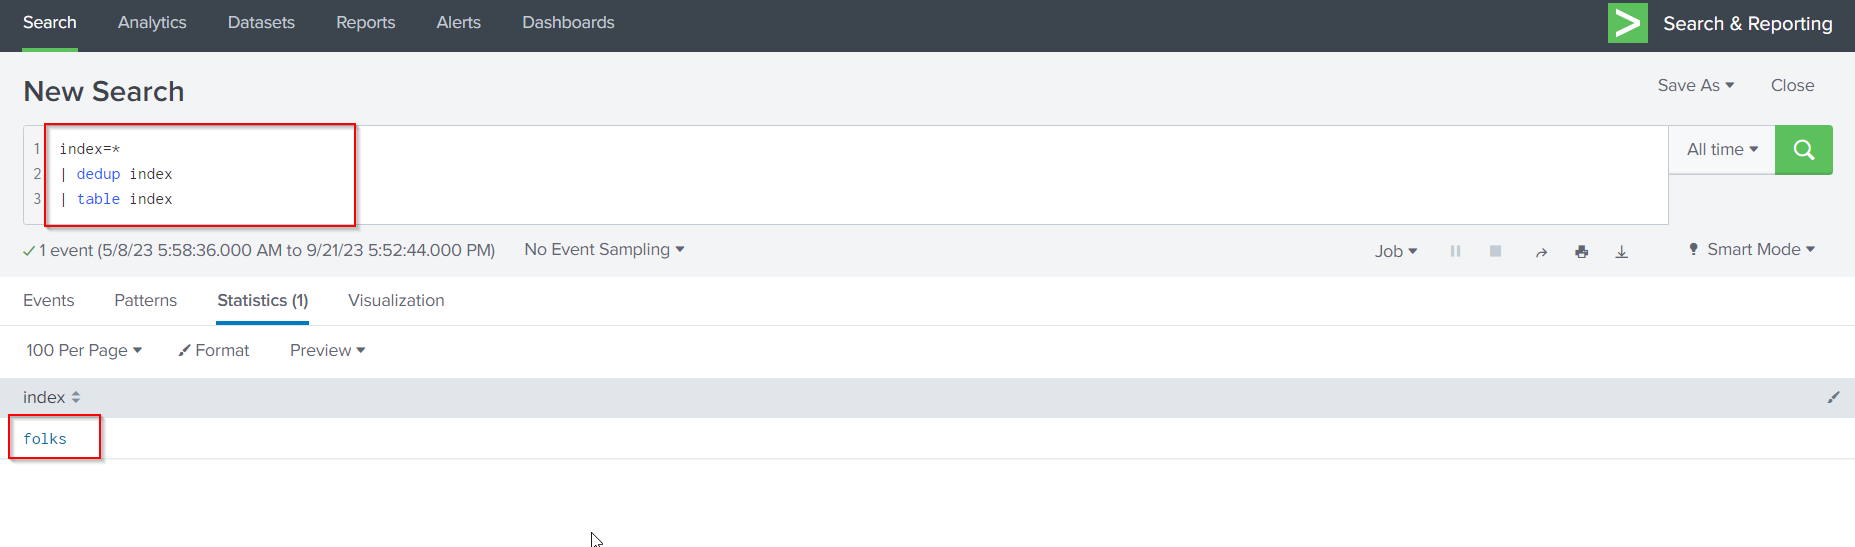 Search Analytics Datasets Reports Alerts Dashboards > Search & Reporting
New Search
Save As Close
1 index=*
2 | dedup index
3 | table index
All time
1 event (5/8/23 5:58:36.000 AM to 9/21/23 5:52:44.000 PM) No Event Sampling Job Smart Mode
Events Patterns Statistics (1) Visualization
100 Per Page Format Preview
index
folks